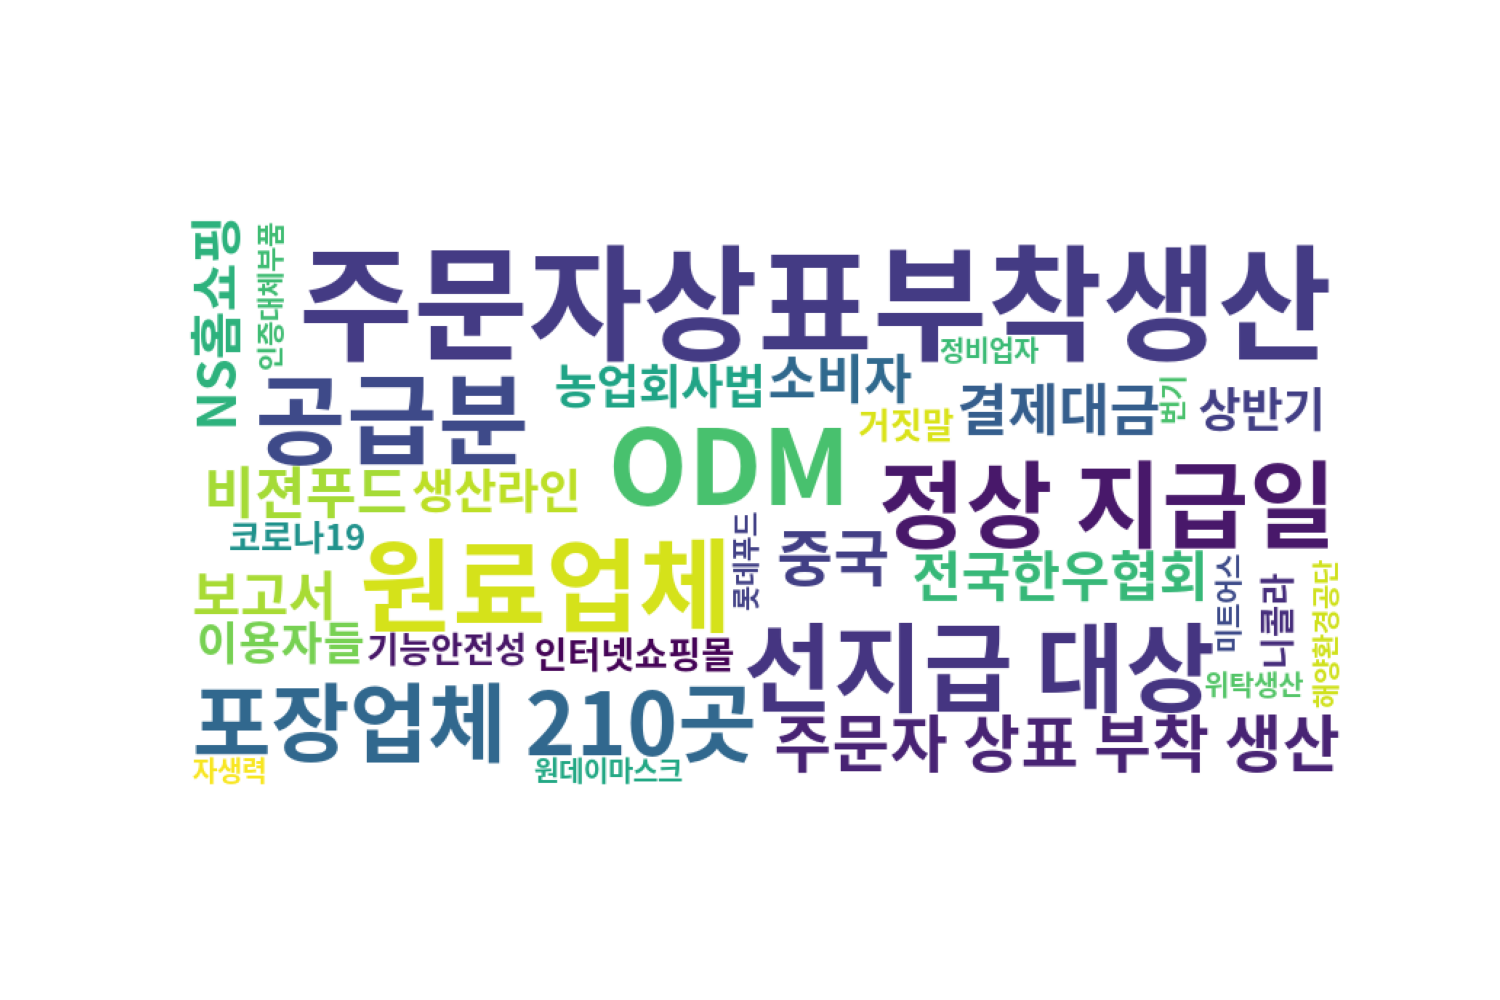 NS홈쇼핑
인증대체부품
주문자상표부착생산
정비업자
공급분
농업회사법
소비자
거짓말
결제대금
번기
상반기
비젼푸드
생산라인
ODM
정상 지급일
코로나19
원료업체
롯데푸드
중국
전국한우협회
미트어스
니콜라
해양환경공단
보고서
이용자들
기능안전성
인터넷쇼핑몰
선지급 대상
위탁생산
포장업체 210곳
주문자 상표 부착 생산
자생력
원데이마스크